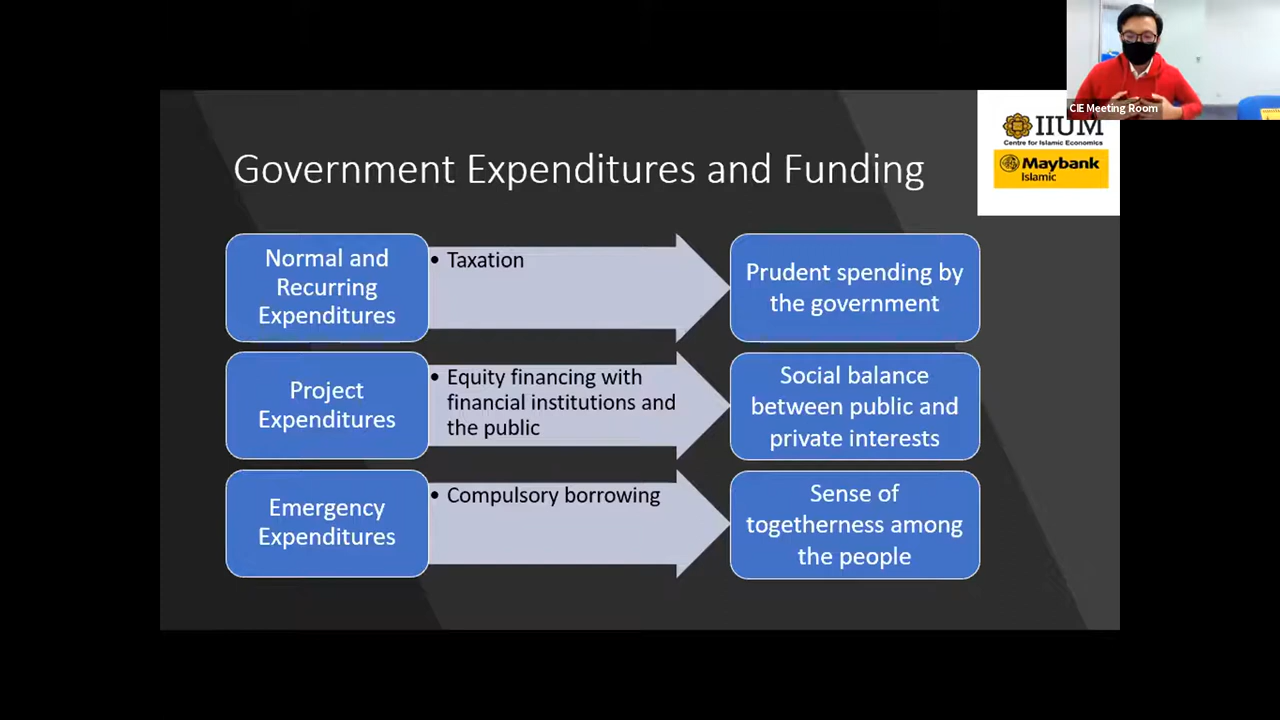 CIE Meeting Room
IIUM
Centre for Islamic Economics
Maybank
Islamic
Government Expenditures and Funding
Normal and
Recurring
Expenditures
• Taxation
Prudent spending by
the government
Project
Expenditures
• Equity financing with
financial institutions and
the public
Social balance
between public and
private interests
Emergency
Expenditures
• Compulsory borrowing
Sense of
togetherness among
the people